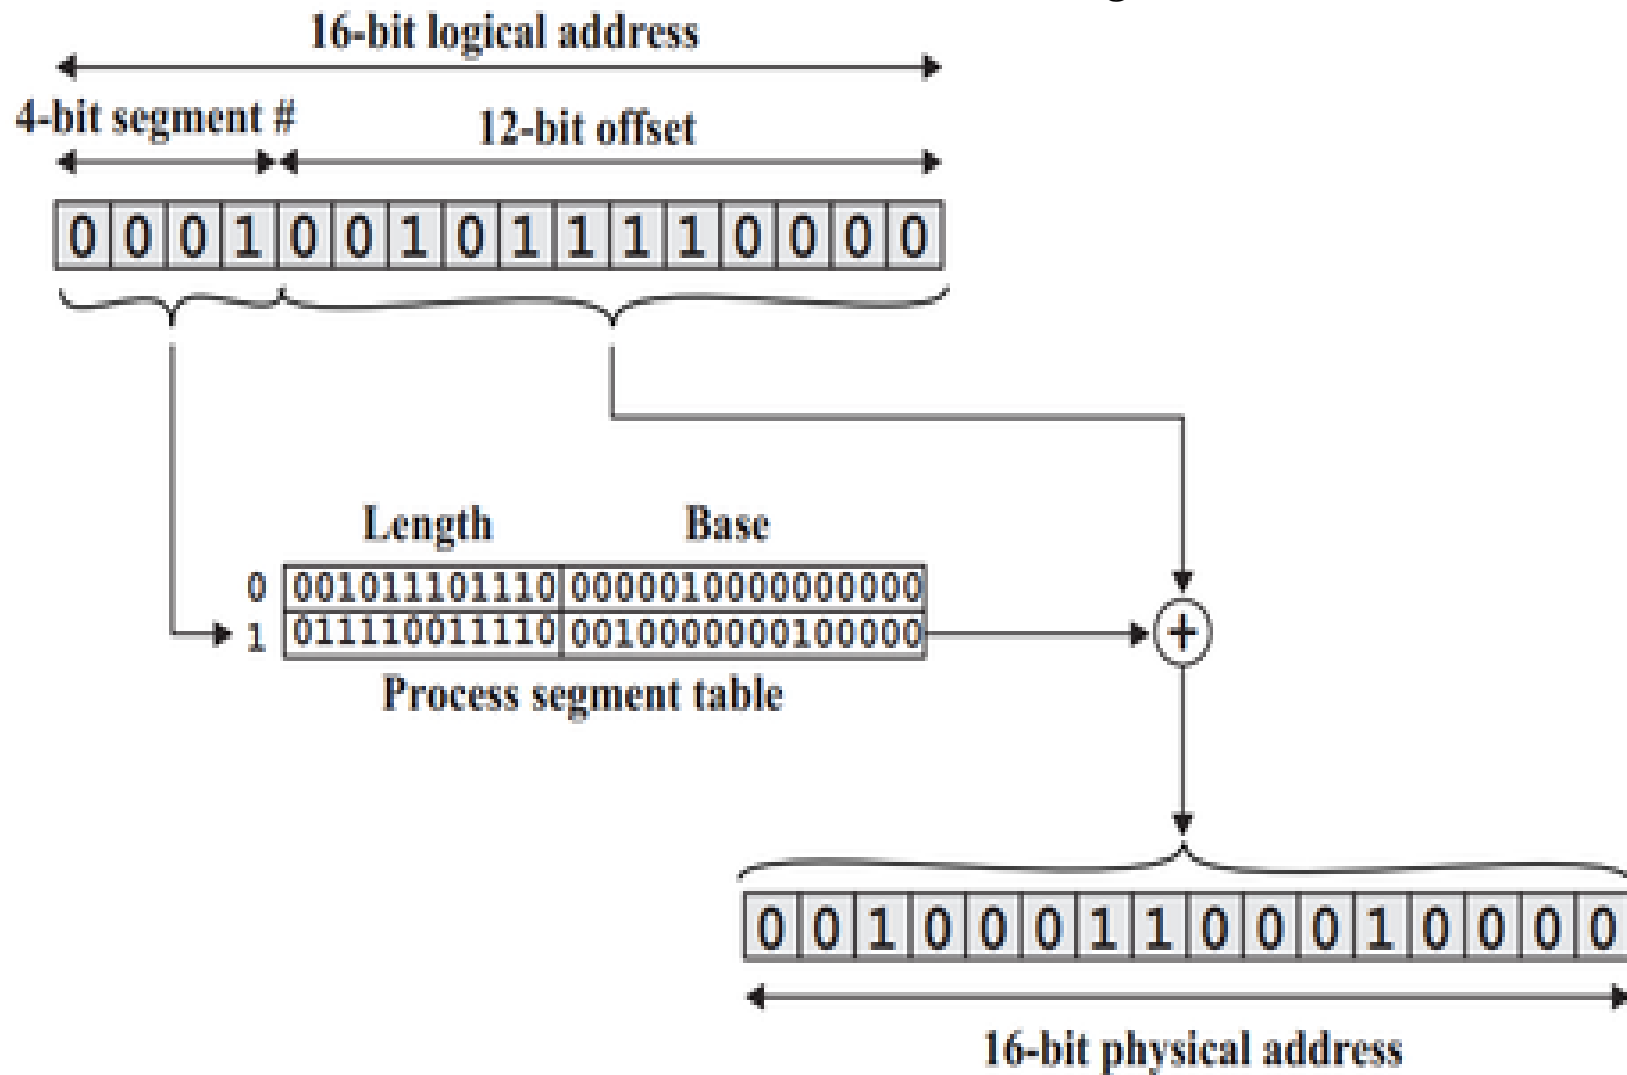 16-bit logical address
4-bit segment #
12-bit offset
0 0 0 1 0 0 1 0 1 1 1 1 0 0 0 0
Length Base
0 001011101110 0000010000000000
1 011110011110 0010000000100000
+
Process segment table
0 0 1 0 0 0 1 1 0 0 0 1 0 0 0 0
16-bit physical address